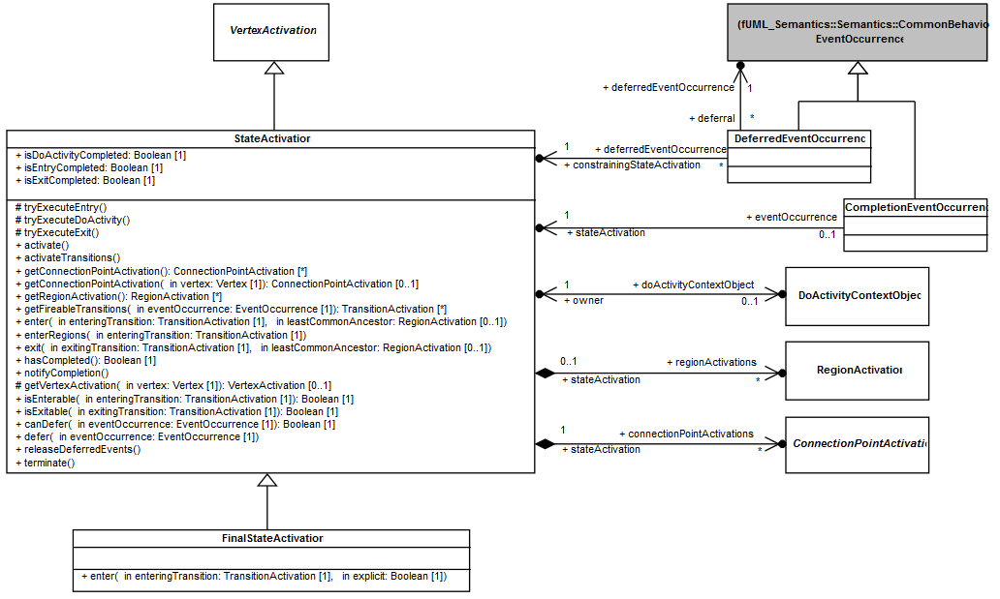 VertexActivation
(fUML_Semantics::Semantics::CommonBehavio
EventOccurrence
+ deferredEventOccurrence
1
+ deferral
*
StateActivation
+ isDoActivityCompleted: Boolean [1]
+ isEntryCompleted: Boolean [1]
+ isExitCompleted: Boolean [1]
# tryExecuteEntry()
# tryExecuteDoActivity()
# tryExecuteExit()
+ activate()
+ activateTransitions()
+ getConnectionPointActivation(): ConnectionPointActivation [*]
+ getConnectionPointActivation( in vertex: Vertex [1]): ConnectionPointActivation [0..1]
+ getRegionActivation(): RegionActivation [*]
+ getFireableTransitions( in eventOccurrence: EventOccurrence [1]): TransitionActivation [*]
+ enter( in enteringTransition: TransitionActivation [1], in leastCommonAncestor: RegionActivation [0..1])
+ enterRegions( in enteringTransition: TransitionActivation [1])
+ exit( in exitingTransition: TransitionActivation [1], in leastCommonAncestor: RegionActivation [0..1])
+ hasCompleted(): Boolean [1]
+ notifyCompletion()
# getVertexActivation( in vertex: Vertex [1]): VertexActivation [0..1]
+ isEnterable( in enteringTransition: TransitionActivation [1]): Boolean [1]
+ isExitable( in exitingTransition: TransitionActivation [1]): Boolean [1]
+ canDefer( in eventOccurrence: EventOccurrence [1]): Boolean [1]
+ defer( in eventOccurrence: EventOccurrence [1])
+ releaseDeferredEvents()
+ terminate()
1
+ deferredEventOccurrence
+ constrainingStateActivation
*
DeferredEventOccurrenc
1
+ eventOccurrence
+ stateActivation
0..1
CompletionEventOccurrenc
1
+ doActivityContextObject
+ owner
0..1
DoActivityContextObjec
0..1
+ regionActivations
+ stateActivation
*
RegionActivation
1
+ connectionPointActivations
+ stateActivation
*
ConnectionPointActivati
FinalStateActivation
+ enter( in enteringTransition: TransitionActivation [1], in explicit: Boolean [1])